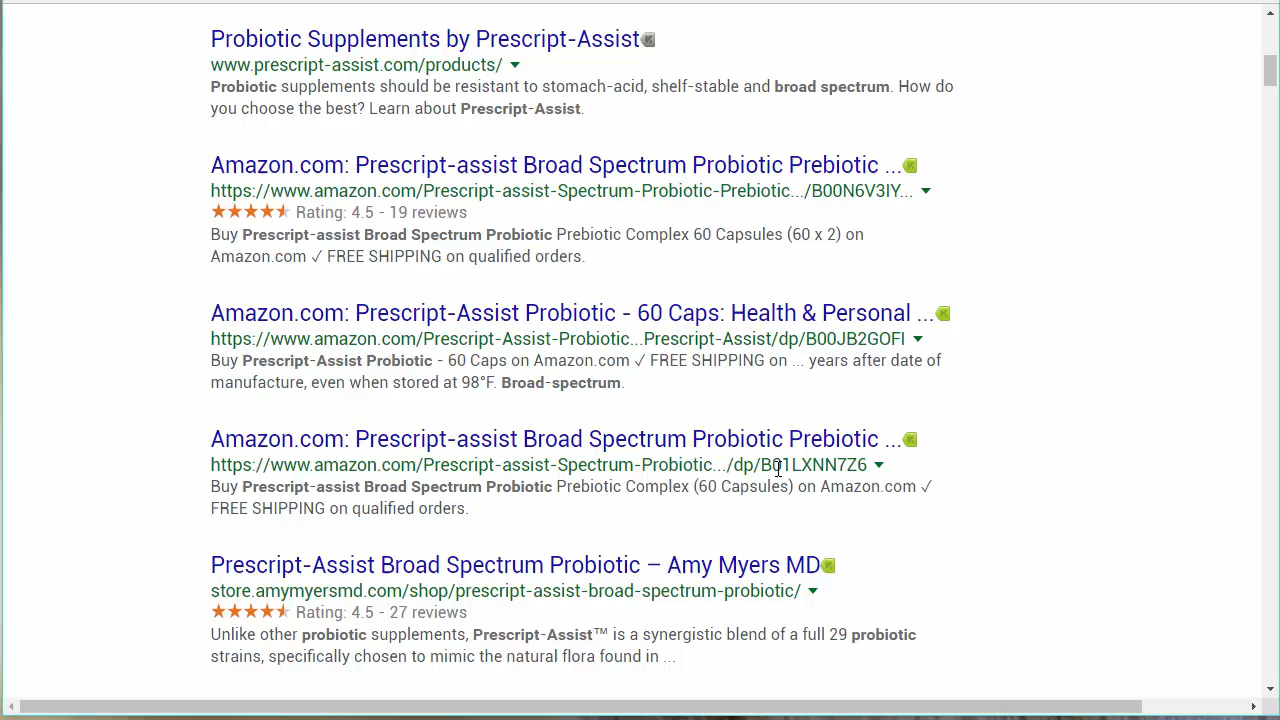 Probiotic Supplements by Prescript-Assist
www.prescript-assist.com/products/
Probiotic supplements should be resistant to stomach-acid, shelf-stable and broad spectrum. How do
you choose the best? Learn about Prescript-Assist.
Amazon.com: Prescript-assist Broad Spectrum Probiotic Prebiotic ...
https://www.amazon.com/Prescript-assist-Spectrum-Probiotic-Prebiotic.../B00N6V3IY...
Rating: 4.5 - 19 reviews
Buy Prescript-assist Broad Spectrum Probiotic Prebiotic Complex 60 Capsules (60 x 2) on
Amazon.com ✓ FREE SHIPPING on qualified orders.
Amazon.com: Prescript-Assist Probiotic - 60 Caps: Health & Personal ...
https://www.amazon.com/Prescript-Assist-Probiotic...Prescript-Assist/dp/B00JB2GOFI
Buy Prescript-Assist Probiotic - 60 Caps on Amazon.com ✓ FREE SHIPPING on ... years after date of
manufacture, even when stored at 98°F. Broad-spectrum.
Amazon.com: Prescript-assist Broad Spectrum Probiotic Prebiotic ...
https://www.amazon.com/Prescript-assist-Spectrum-Probiotic.../dp/B01LXNN7Z6
Buy Prescript-assist Broad Spectrum Probiotic Prebiotic Complex (60 Capsules) on Amazon.com ✓
FREE SHIPPING on qualified orders.
Prescript-Assist Broad Spectrum Probiotic – Amy Myers MD
store.amymyersmd.com/shop/prescript-assist-broad-spectrum-probiotic/
Rating: 4.5 - 27 reviews
Unlike other probiotic supplements, Prescript-Assist™ is a synergistic blend of a full 29 probiotic
strains, specifically chosen to mimic the natural flora found in ...